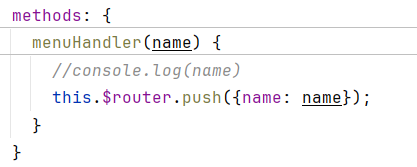 methods: {
  menuHandler(name) {
    //console.log(name)
    this.$router.push({name: name});
  }
}